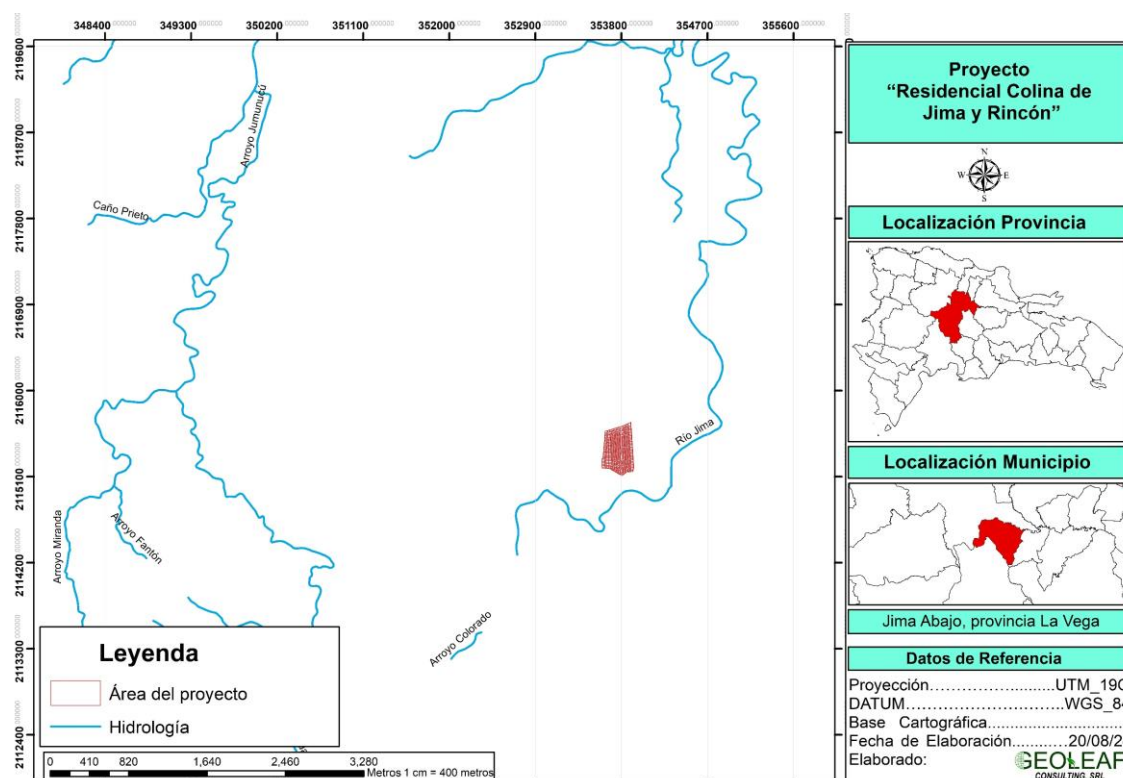 348400 349300 350200 351100 352000 352900 353800 354700 355600
2119600
2118700
2117800
2116900
2116000
2115100
2114200
2113300
2112400
Arroyo Jumunucú
Caño Prieto
Río Jima
Arroyo Miranda
Arroyo Fantón
Arroyo Colorado
Leyenda
Área del proyecto
Hidrología
0 410 820 1,640 2,460 3,280
Metros 1 cm = 400 metros
Proyecto
“Residencial Colina de
Jima y Rincón”
N
W E
S
Localización Provincia
Localización Municipio
Jima Abajo, provincia La Vega
Datos de Referencia
Proyección........................UTM_19
DATUM..............................WGS_84
Base Cartográfica..................
Fecha de Elaboración............20/08/2
Elaborado:
GEOLEAF
CONSULTING, SRL